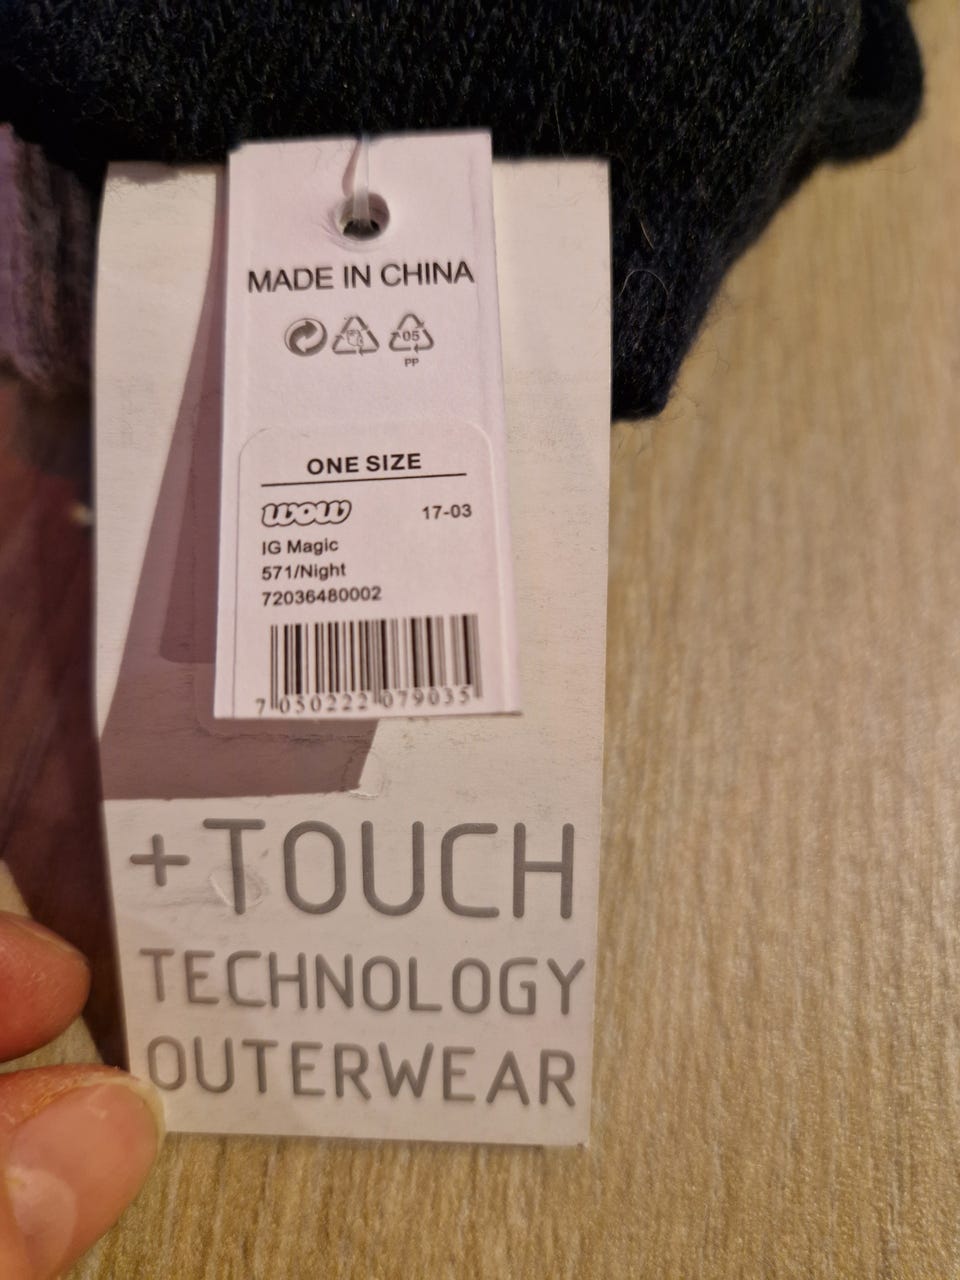 MADE IN CHINA
05
PP
ONE SIZE
WOW 17-03
IG Magic
571/Night
72036480002
7 050222 079035
+TOUCH
TECHNOLOGY
OUTERWEAR